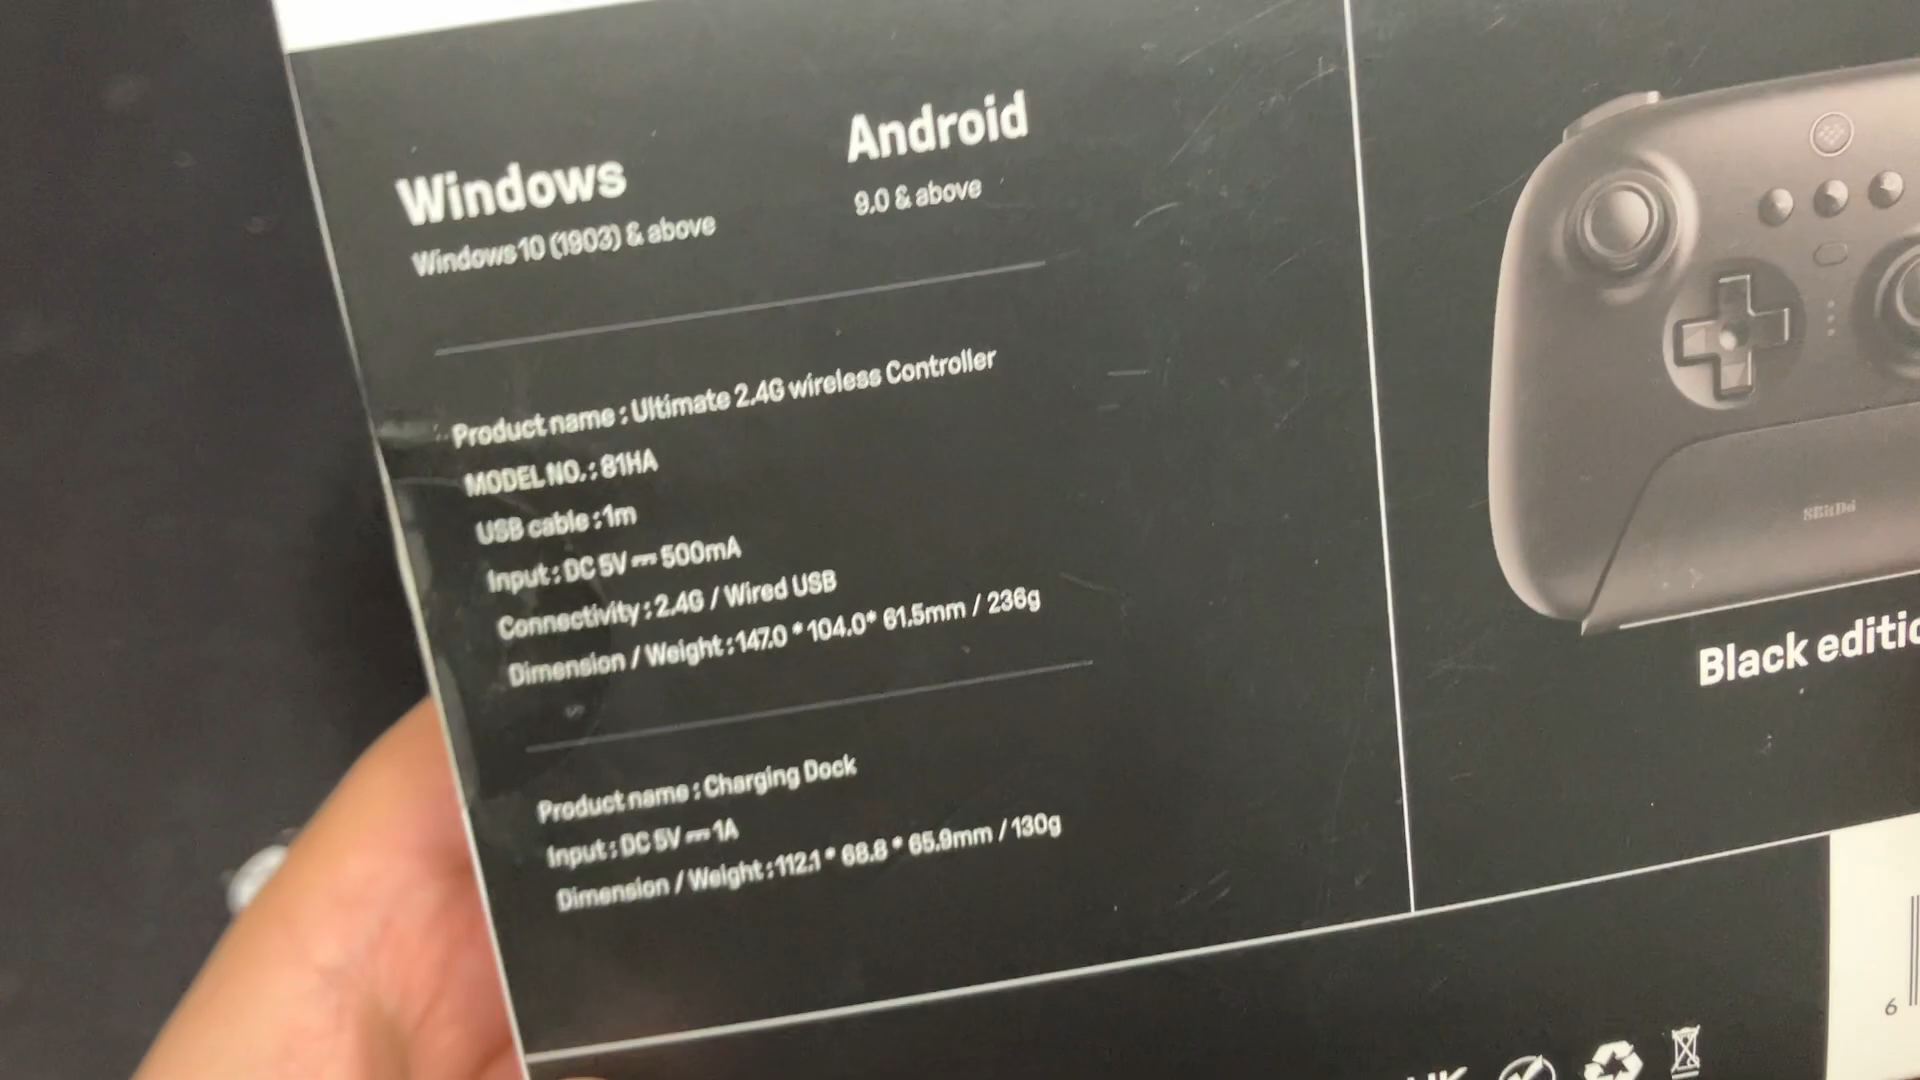 Windows
Windows 10 (1903) & above
Android
9.0 & above
Product name : Ultimate 2.4G wireless Controller
MODEL NO. : 81HA
USB cable : 1m
Input : DC 5V ⎓ 500mA
Connectivity : 2.4G / Wired USB
Dimension / Weight : 147.0 * 104.0* 61.5mm / 236g
Product name : Charging Dock
Input : DC 5V ⎓ 1A
Dimension / Weight : 112.1 * 68.8 * 65.9mm / 130g
8BitDo
Black editio
6